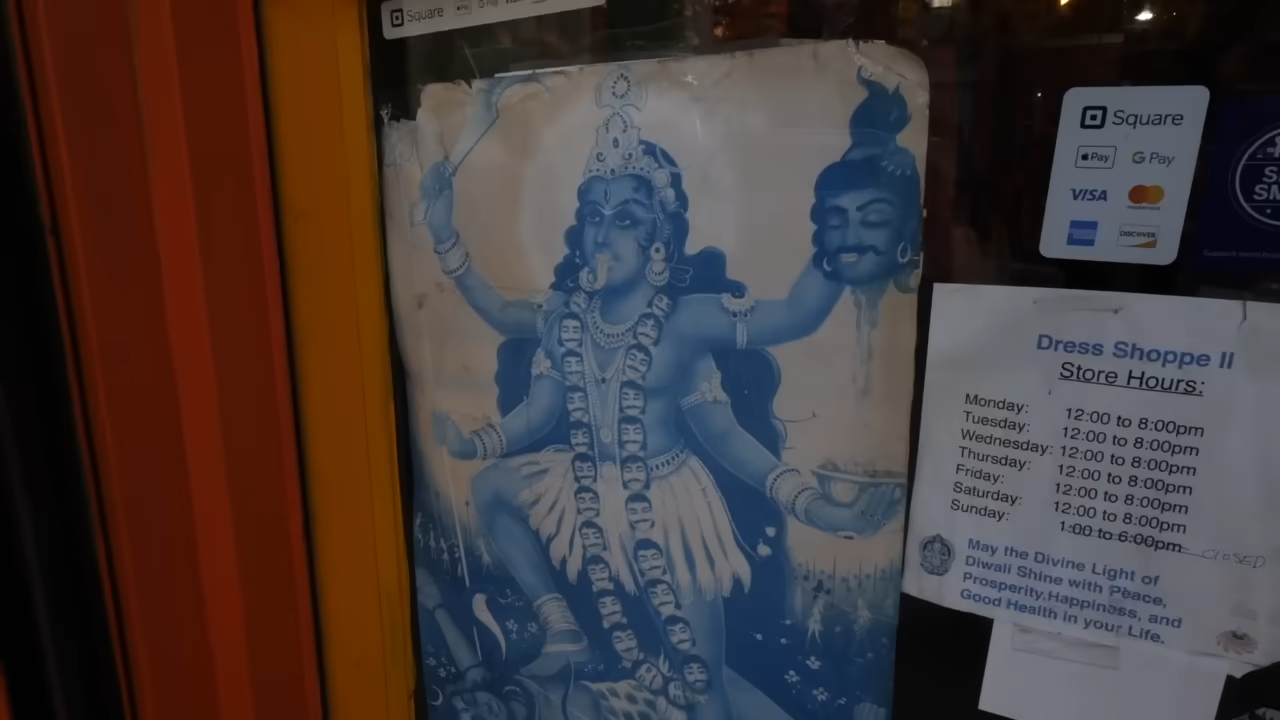 Square
Pay
G Pay
Square
Pay
G Pay
VISA
mastercard
DISCOVER
Dress Shoppe II
Store Hours:
Monday: 12:00 to 8:00pm
Tuesday: 12:00 to 8:00pm
Wednesday: 12:00 to 8:00pm
Thursday: 12:00 to 8:00pm
Friday: 12:00 to 8:00pm
Saturday: 12:00 to 8:00pm
Sunday: 1:00 to 6:00pm CLOSED
May the Divine Light of
Diwali Shine with Peace,
Prosperity,Happiness, and
Good Health in your Life.